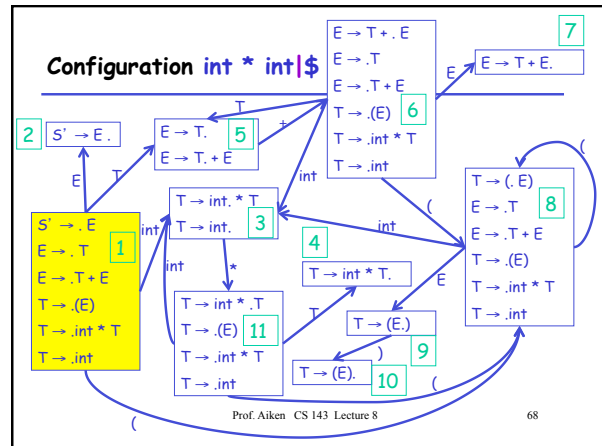 Configuration int * int|$
E → T + . E
E → .T
E → .T + E
T → .(E)
T → .int * T
T → .int
6
7
E → T + E.
E
2
S' → E .
E → T.
E → T. + E
5
T
+
E
T
int
(
(
S' → . E
E → . T
E → .T + E
T → .(E)
T → .int * T
T → .int
1
int
T → int. * T
T → int.
3
int
*
int
T → (. E)
E → .T
E → .T + E
T → .(E)
T → .int * T
T → .int
8
4
T → int * T.
T
E
T → int * .T
T → .(E)
T → .int * T
T → .int
11
T → (E.)
9
)
T → (E).
10
(
(
Prof. Aiken CS 143 Lecture 8
68